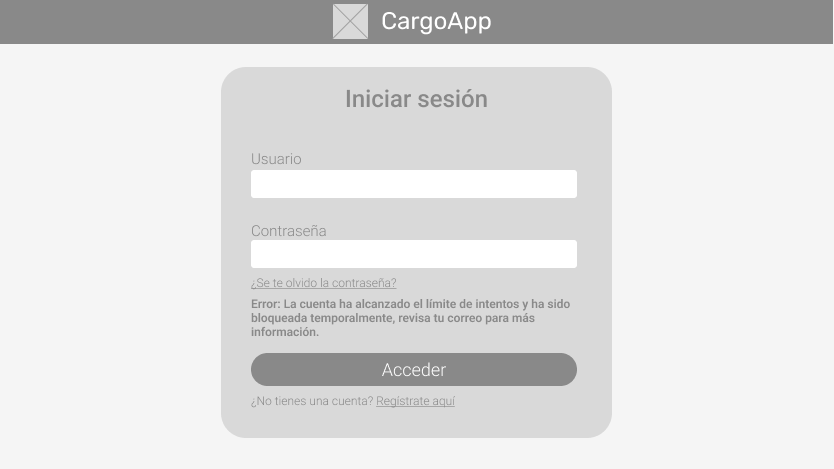 CargoApp
Iniciar sesión
Usuario
Contraseña
¿Se te olvido la contraseña?
Error: La cuenta ha alcanzado el límite de intentos y ha sido
bloqueada temporalmente, revisa tu correo para más
información.
Acceder
¿No tienes una cuenta? Regístrate aquí